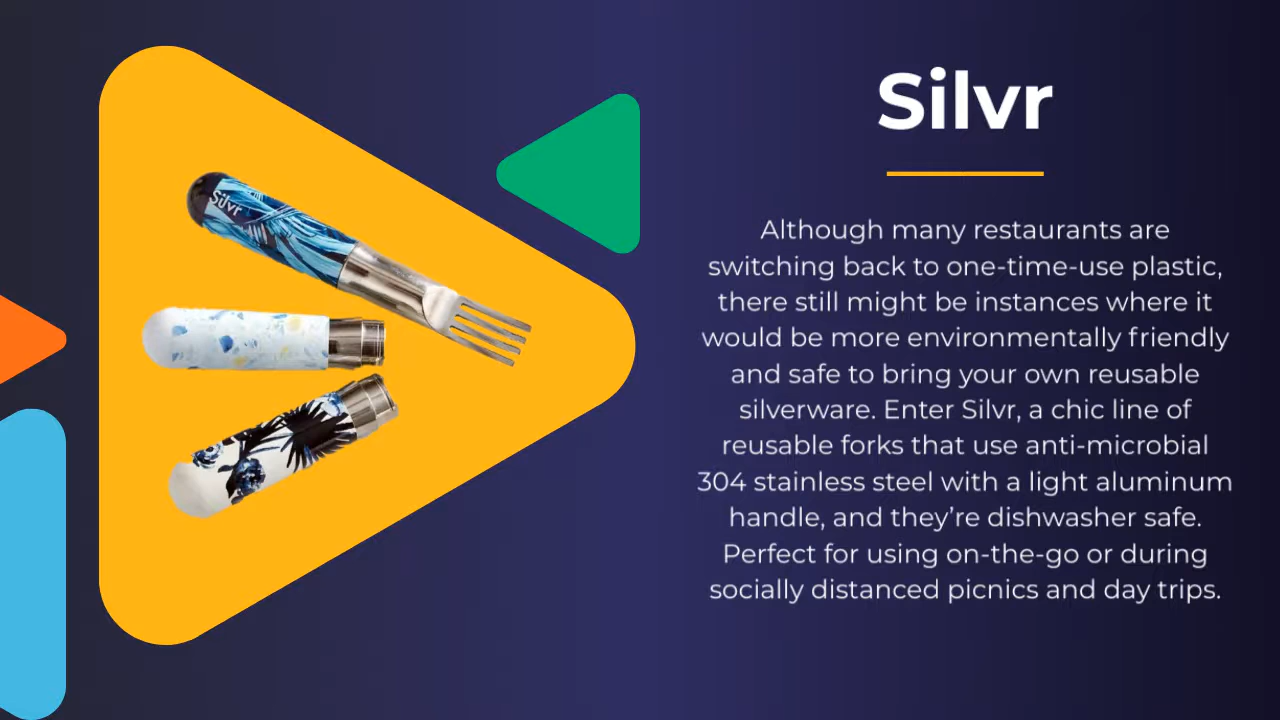 Silvr
Silvr
Although many restaurants are
switching back to one-time-use plastic,
there still might be instances where it
would be more environmentally friendly
and safe to bring your own reusable
silverware. Enter Silvr, a chic line of
reusable forks that use anti-microbial
304 stainless steel with a light aluminum
handle, and they’re dishwasher safe.
Perfect for using on-the-go or during
socially distanced picnics and day trips.